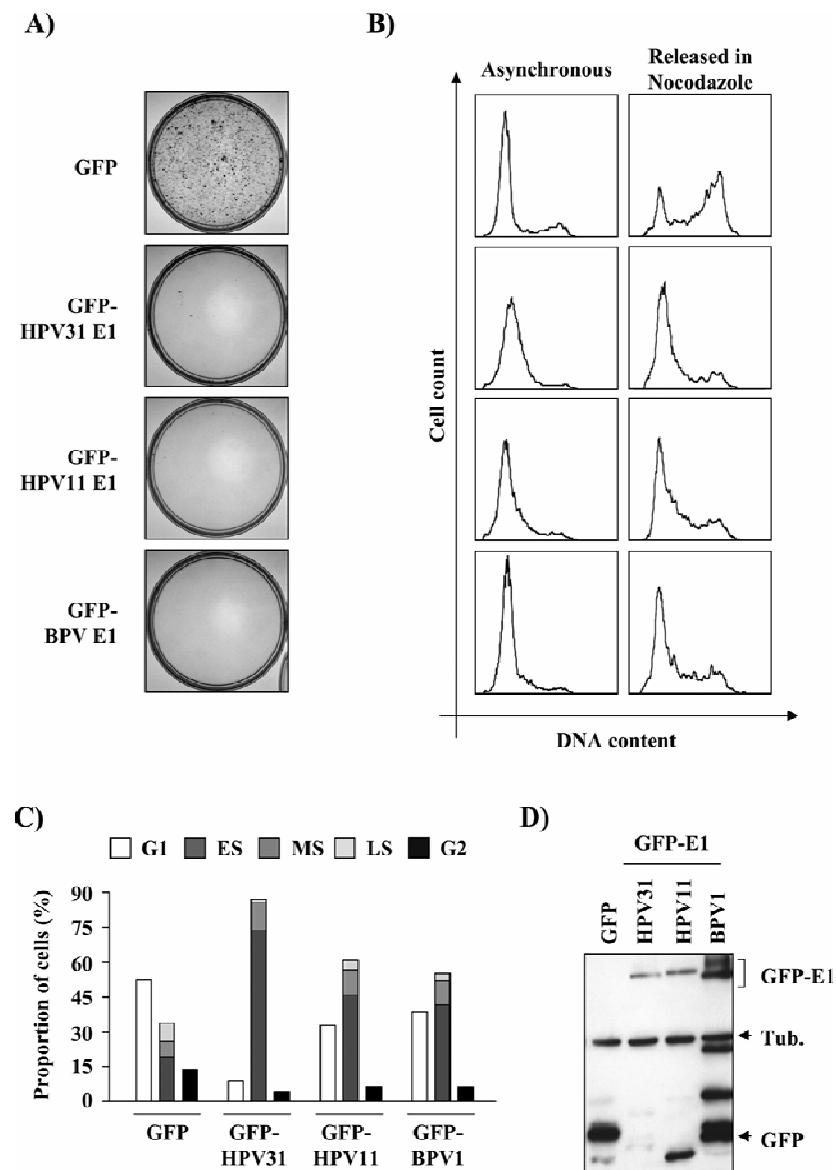 A)
GFP
GFP-
HPV31 E1
GFP-
HPV11 E1
GFP-
BPV E1
B)
Asynchronous
Released in
Nocodazole
Cell count
DNA content
C)
G1 ES MS LS G2
Proportion of cells (%)
90
75
60
45
30
15
0
GFP
GFP-
HPV31
GFP-
HPV11
GFP-
BPV1
D)
GFP-E1
GFP
HPV31
HPV11
BPV1
GFP-E1
Tub.
GFP